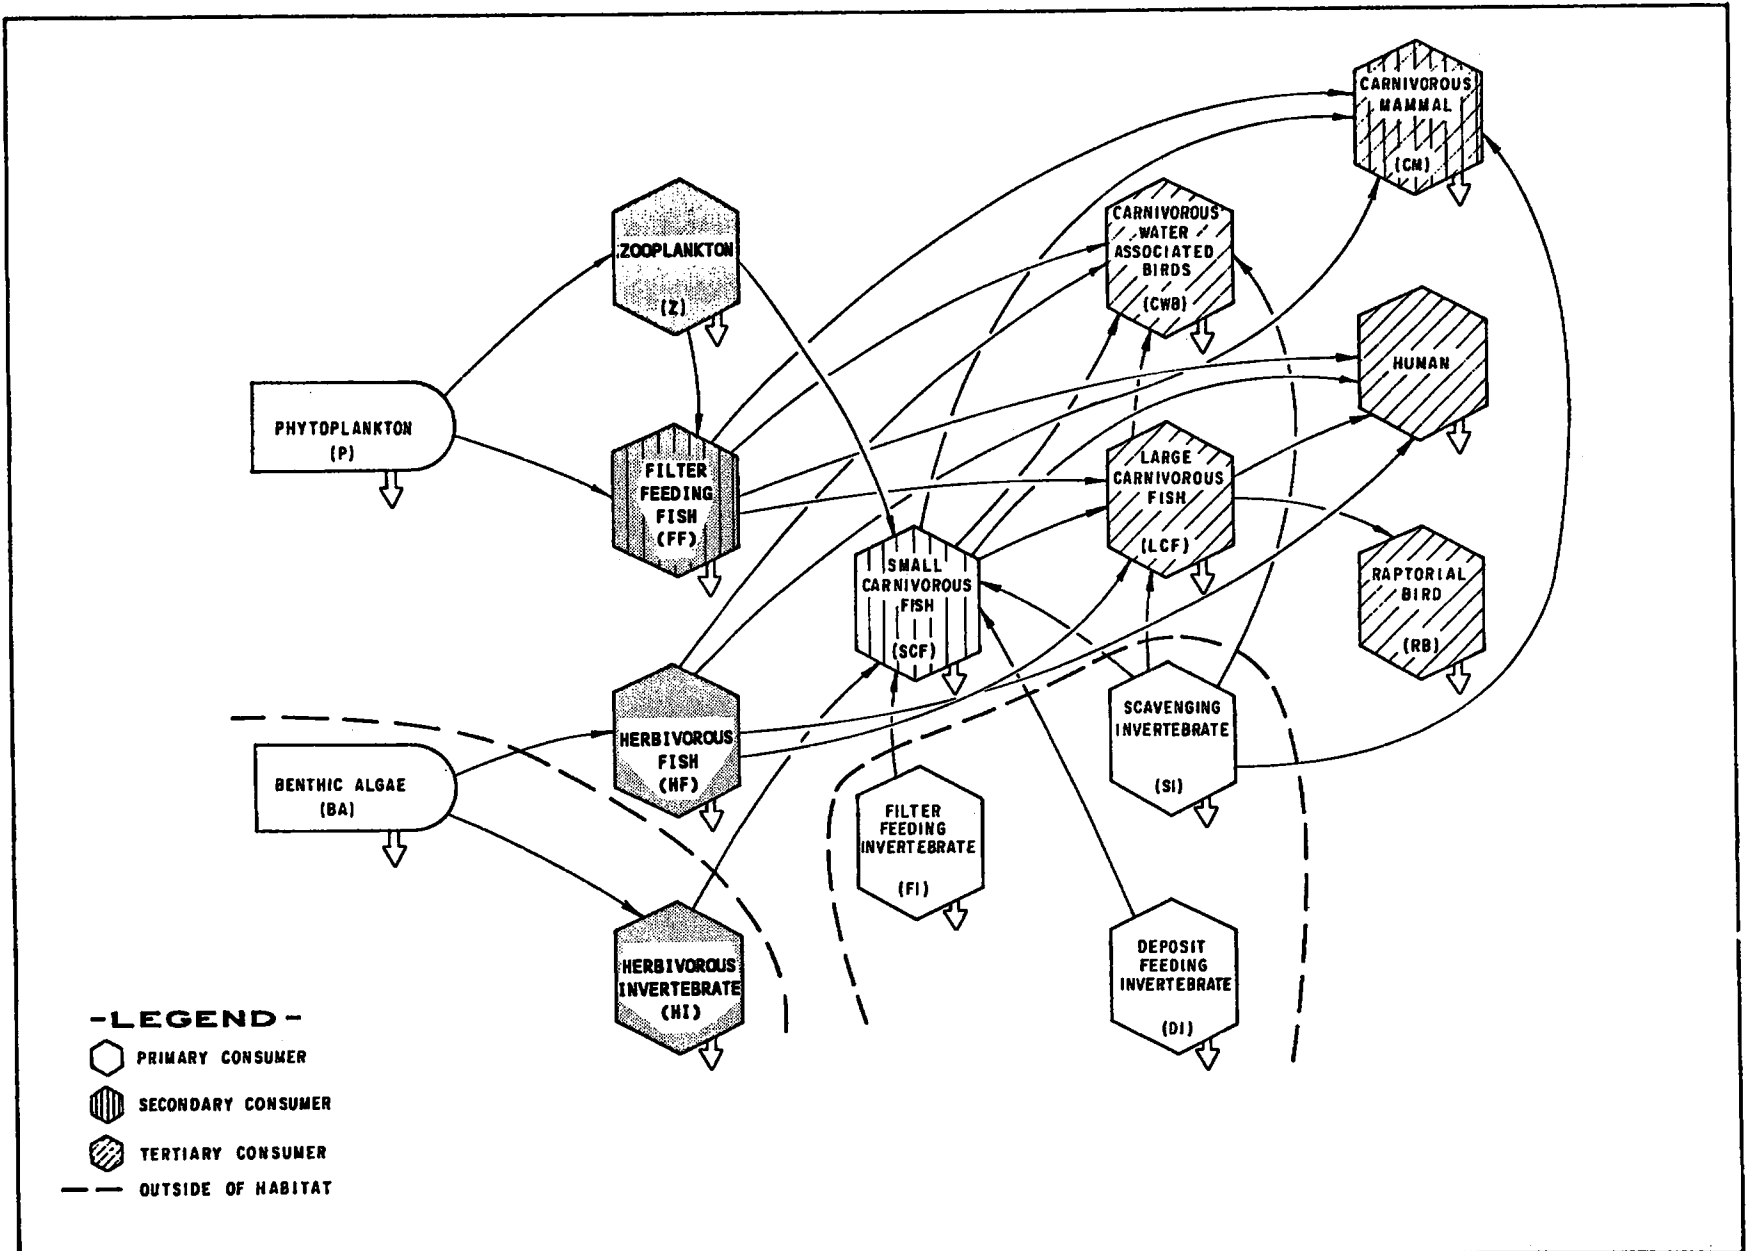 CARNIVOROUS
MAMMAL
(CM)
ZOOPLANKTON
(Z)
CARNIVOROUS
WATER
ASSOCIATED
BIRDS
(CWB)
HUMAN
PHYTOPLANKTON
(P)
FILTER
FEEDING
FISH
(FF)
LARGE
CARNIVOROUS
FISH
(LCF)
SMALL
CARNIVOROUS
FISH
(SCF)
RAPTORIAL
BIRD
(RB)
BENTHIC ALGAE
(BA)
HERBIVOROUS
FISH
(HF)
SCAVENGING
INVERTEBRATE
(SI)
FILTER
FEEDING
INVERTEBRATE
(FI)
HERBIVOROUS
INVERTEBRATE
(HI)
DEPOSIT
FEEDING
INVERTEBRATE
(DI)
-LEGEND-
PRIMARY CONSUMER
SECONDARY CONSUMER
TERTIARY CONSUMER
OUTSIDE OF HABITAT